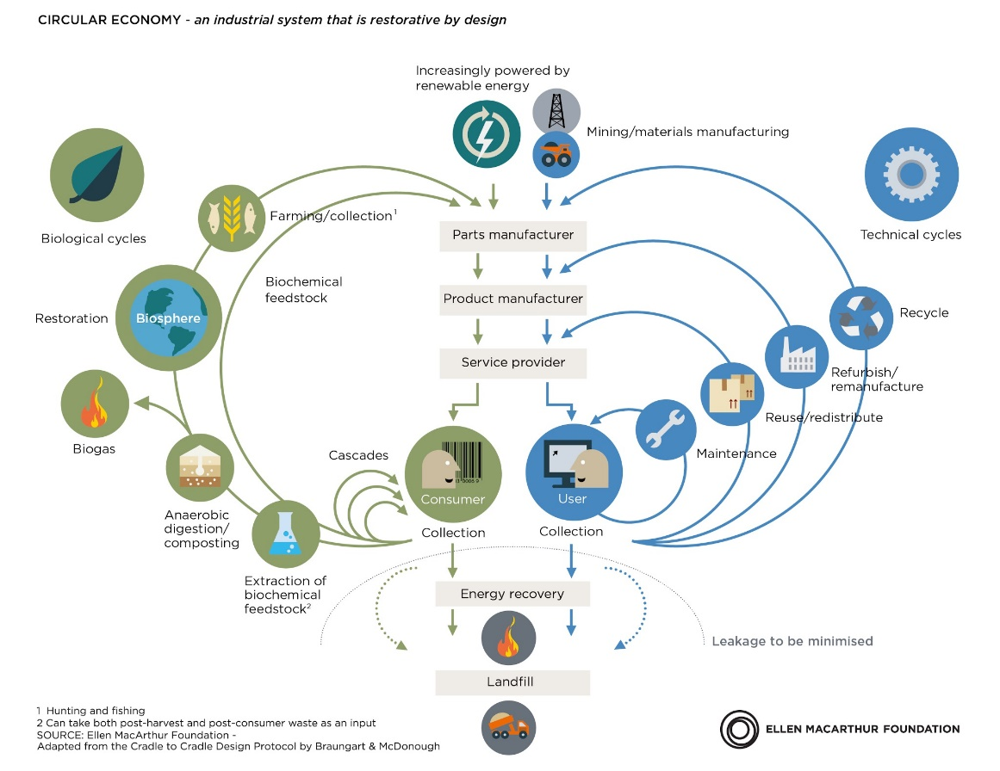 CIRCULAR ECONOMY - an industrial system that is restorative by design
Increasingly powered by
renewable energy
Mining/materials manufacturing
Biological cycles
Technical cycles
Farming/collection¹
Parts manufacturer
Biochemical
feedstock
Product manufacturer
Restoration
Biosphere
Recycle
Service provider
Refurbish/
remanufacture
Reuse/redistribute
Biogas
Cascades
Maintenance
Consumer
User
Anaerobic
digestion/
composting
Collection
Collection
Extraction of
biochemical
feedstock²
Energy recovery
Leakage to be minimised
Landfill
1 Hunting and fishing
2 Can take both post-harvest and post-consumer waste as an input
SOURCE: Ellen MacArthur Foundation -
Adapted from the Cradle to Cradle Design Protocol by Braungart & McDonough
ELLEN MACARTHUR FOUNDATION